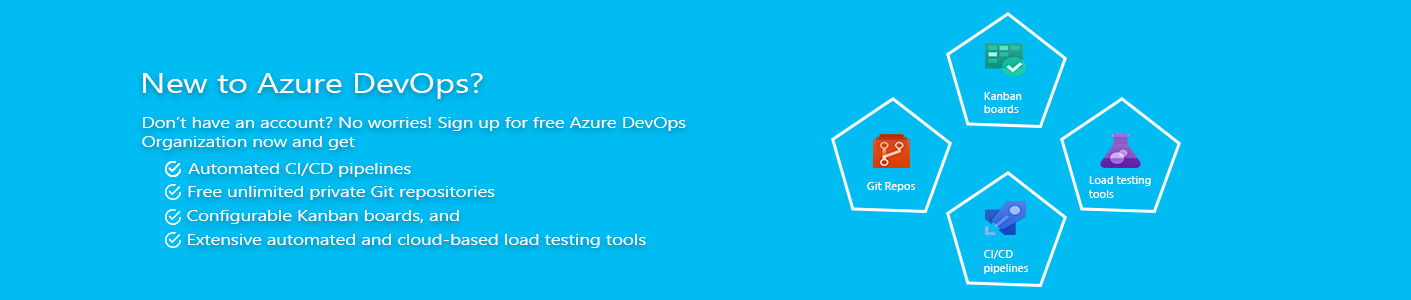 New to Azure DevOps?
Don't have an account? No worries! Sign up for free Azure DevOps
Organization now and get
Automated CI/CD pipelines
Free unlimited private Git repositories
Configurable Kanban boards, and
Extensive automated and cloud-based load testing tools
Kanban
boards
Git Repos
Load testing
tools
CI/CD
pipelines